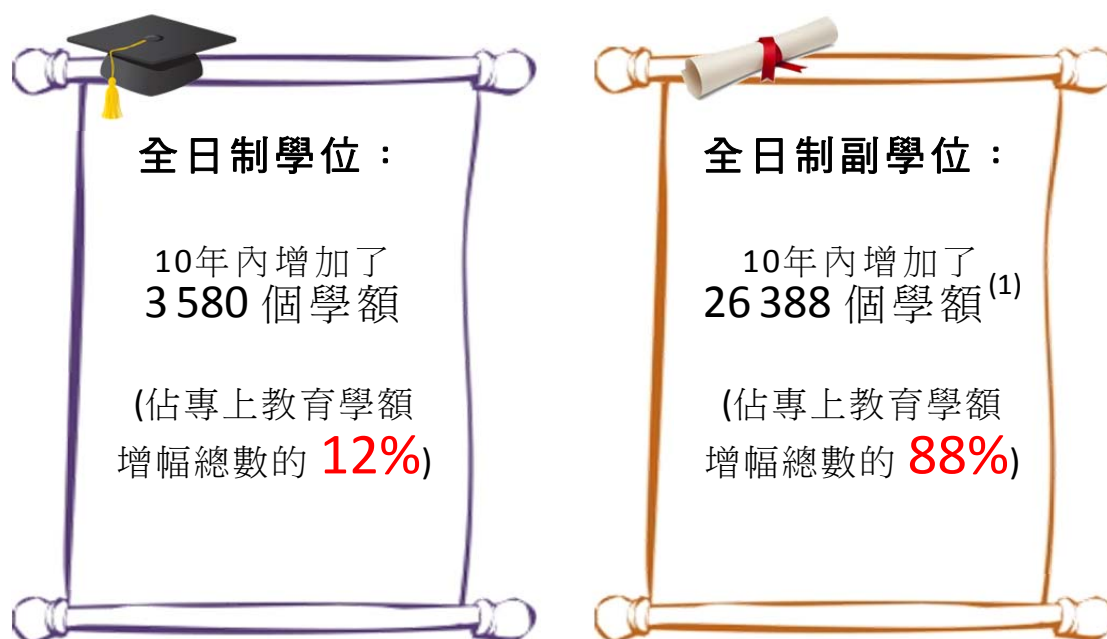 全日制學位：
10年內增加了
3 580 個學額
(佔專上教育學額
增幅總數的 12%)
全日制副學位：
10年內增加了
26 388 個學額(1)
(佔專上教育學額
增幅總數的 88%)